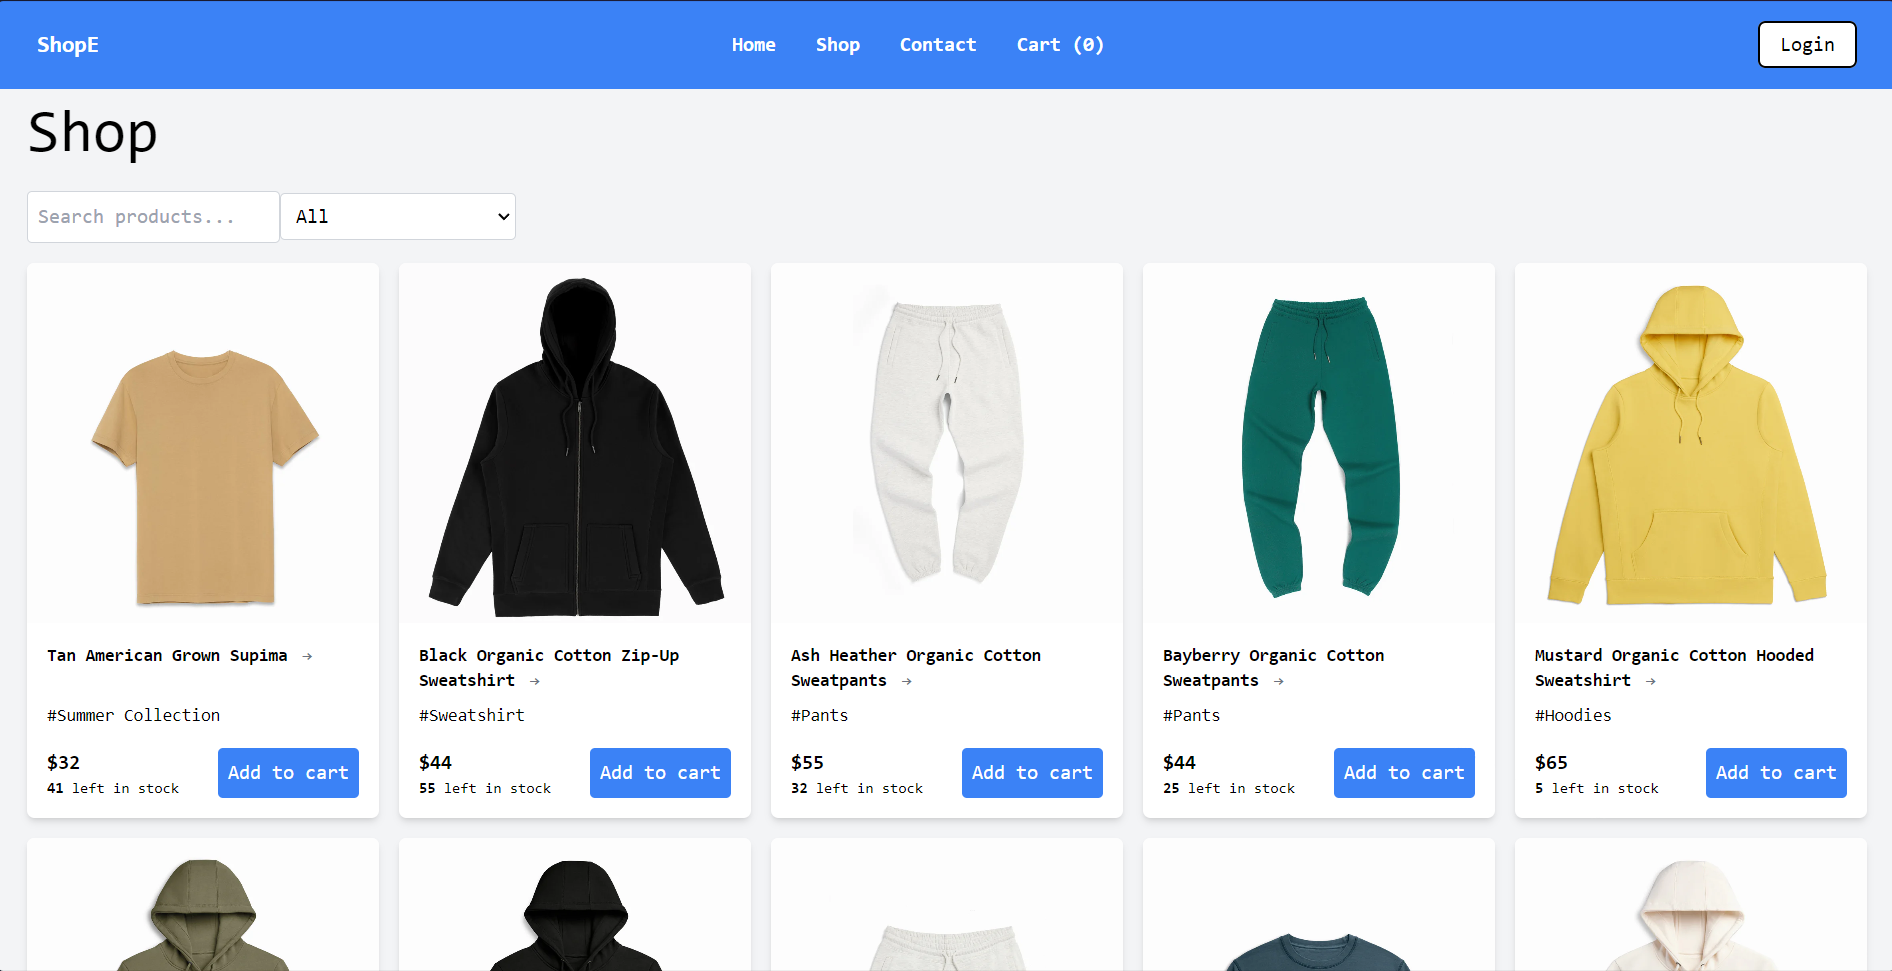 ShopE
Home Shop Contact Cart (0)
Login
Shop
Search products...
All
Tan American Grown Supima →
#Summer Collection
$32
41 left in stock
Add to cart
Black Organic Cotton Zip-Up
Sweatshirt →
#Sweatshirt
$44
55 left in stock
Add to cart
Ash Heather Organic Cotton
Sweatpants →
#Pants
$55
32 left in stock
Add to cart
Bayberry Organic Cotton
Sweatpants →
#Pants
$44
25 left in stock
Add to cart
Mustard Organic Cotton Hooded
Sweatshirt →
#Hoodies
$65
5 left in stock
Add to cart